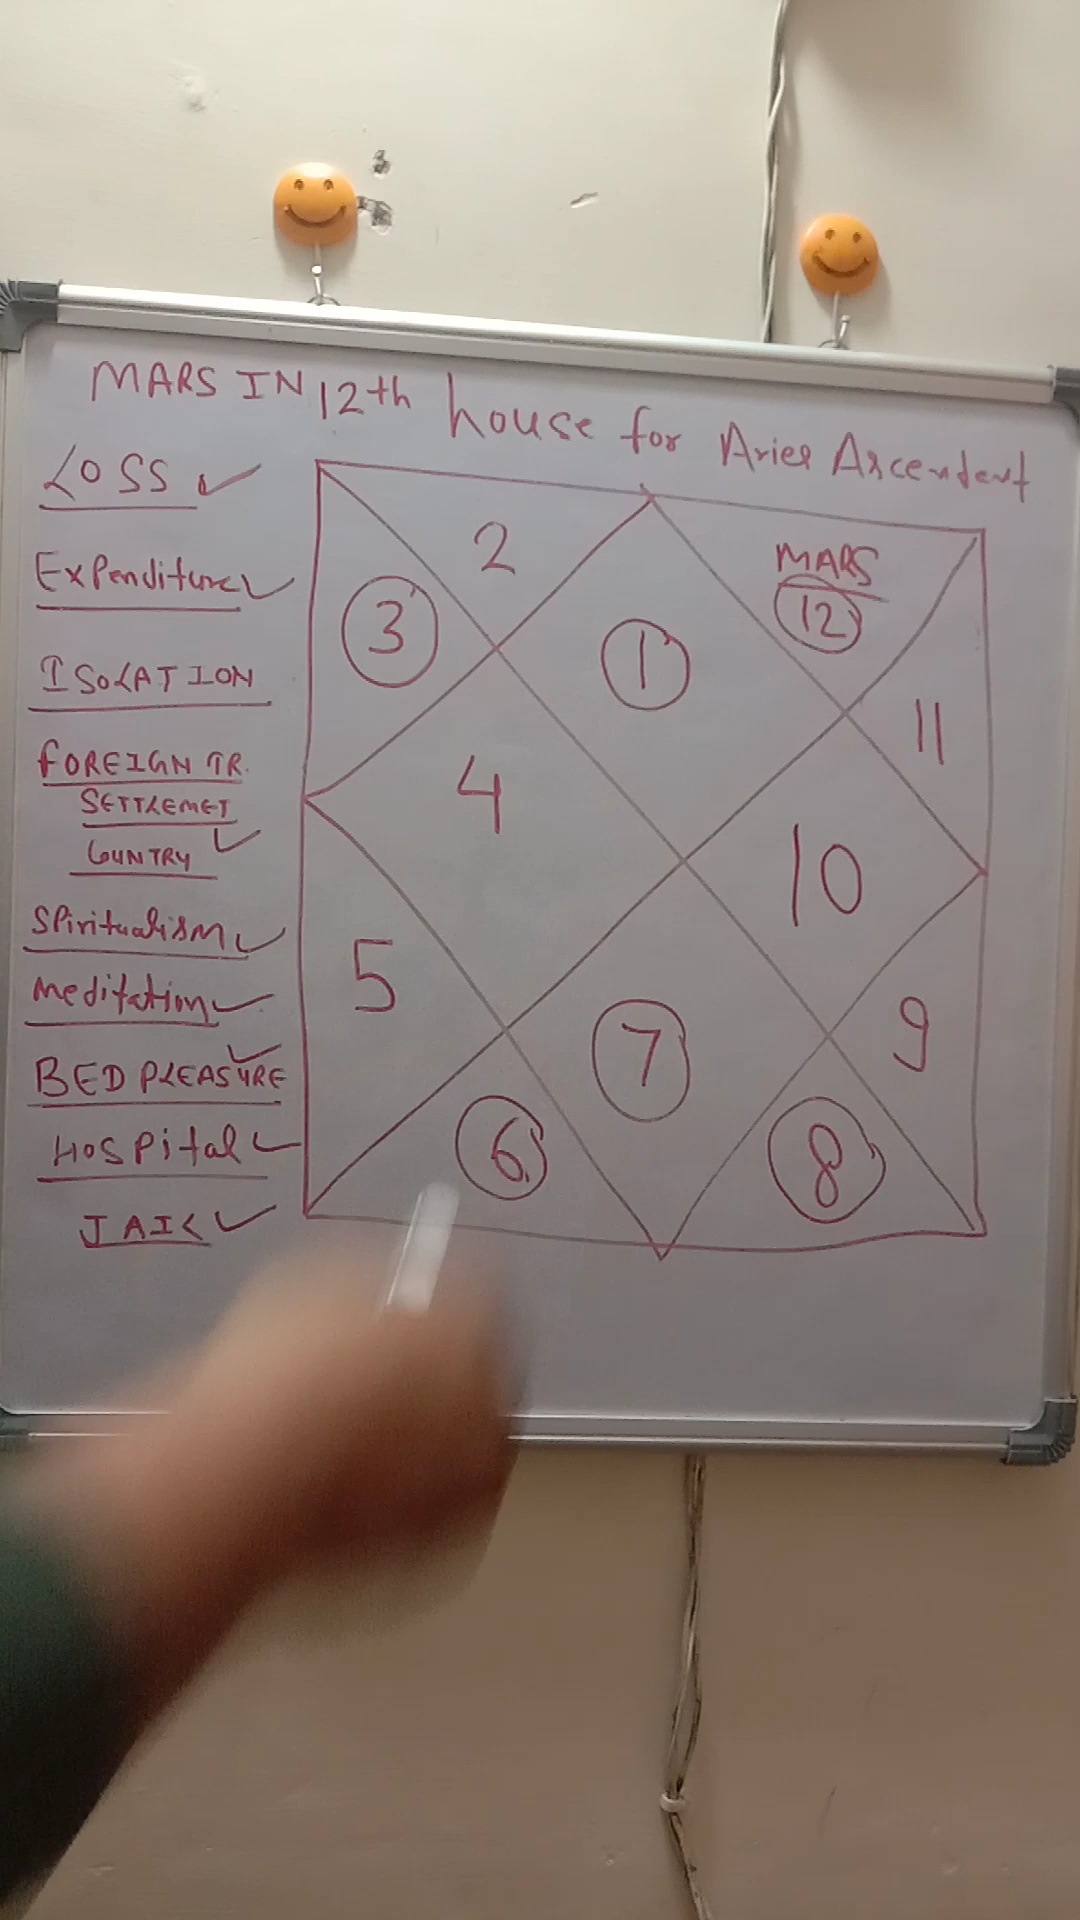 MARS IN 12th house for Aries Ascendent
LOSS
Expenditure
ISOLATION
FOREIGN TR.
SETTLEMET
COUNTRY
Spiritualism
Meditation
BED PLEASURE
HOSPital
JAIL
2
MARS
12
3
1
11
4
10
5
9
7
6
8